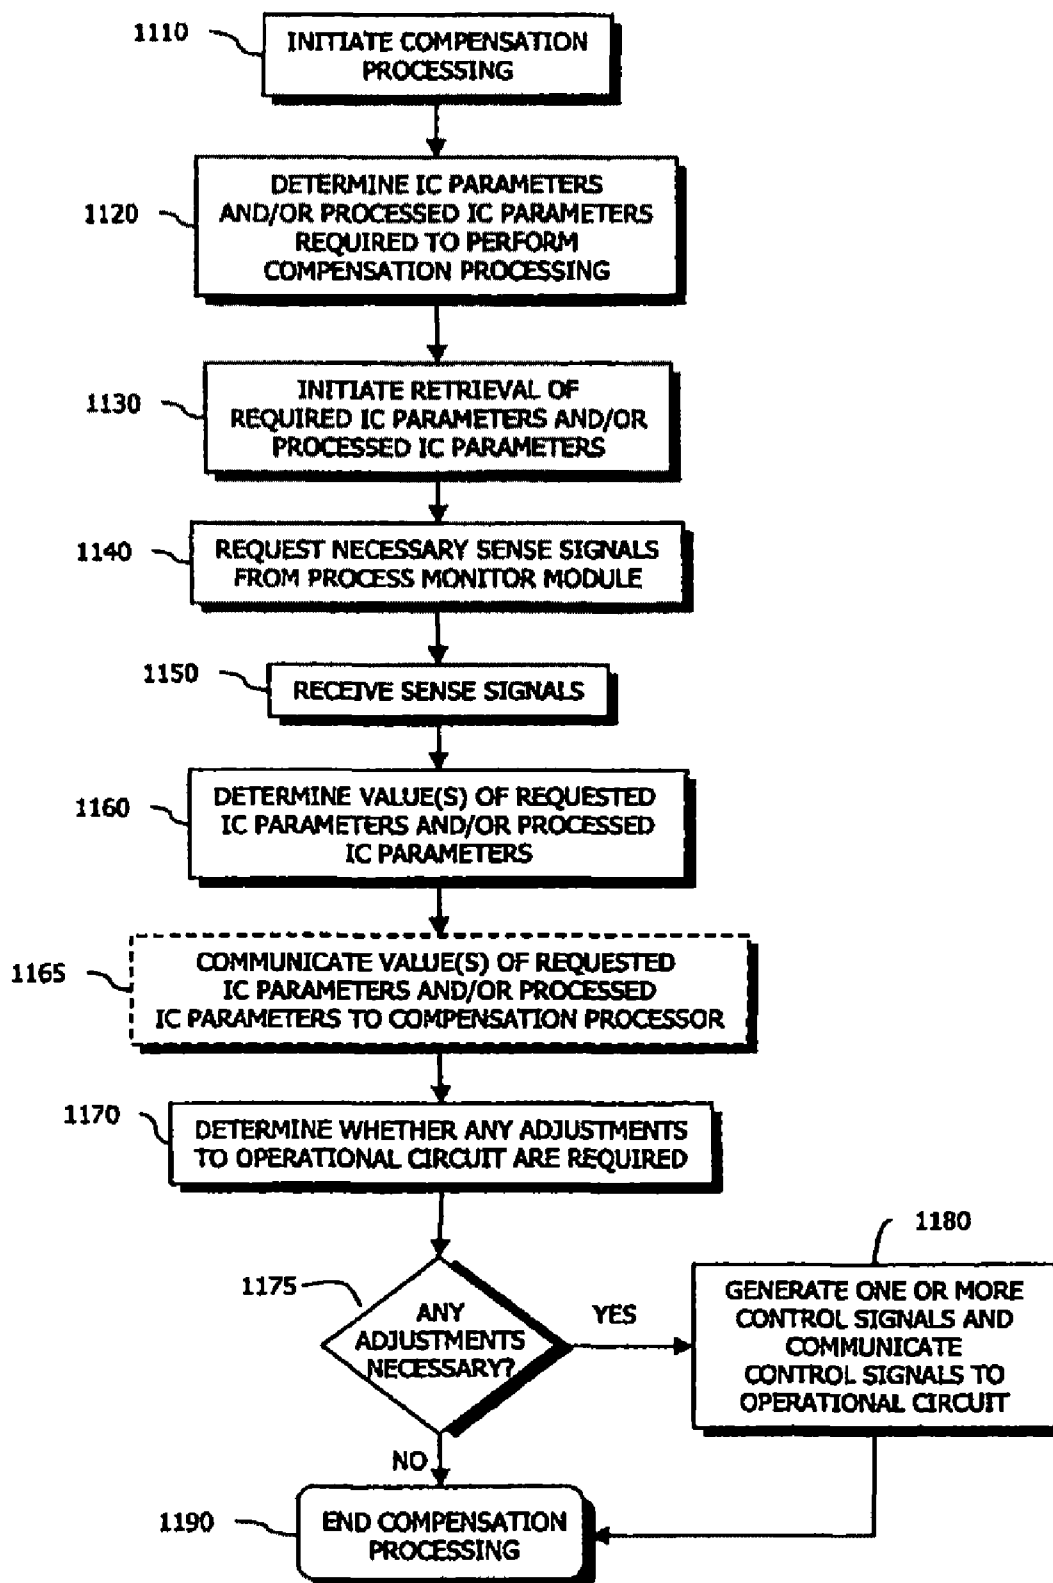 1110
INITIATE COMPENSATION
PROCESSING
1120
DETERMINE IC PARAMETERS
AND/OR PROCESSED IC PARAMETERS
REQUIRED TO PERFORM
COMPENSATION PROCESSING
1130
INITIATE RETRIEVAL OF
REQUIRED IC PARAMETERS AND/OR
PROCESSED IC PARAMETERS
1140
REQUEST NECESSARY SENSE SIGNALS
FROM PROCESS MONITOR MODULE
1150
RECEIVE SENSE SIGNALS
1160
DETERMINE VALUE(S) OF REQUESTED
IC PARAMETERS AND/OR PROCESSED
IC PARAMETERS
1165
COMMUNICATE VALUE(S) OF REQUESTED
IC PARAMETERS AND/OR PROCESSED
IC PARAMETERS TO COMPENSATION PROCESSOR
1170
DETERMINE WHETHER ANY ADJUSTMENTS
TO OPERATIONAL CIRCUIT ARE REQUIRED
1175
ANY
ADJUSTMENTS
NECESSARY?
YES
1180
GENERATE ONE OR MORE
CONTROL SIGNALS AND
COMMUNICATE
CONTROL SIGNALS TO
OPERATIONAL CIRCUIT
NO
1190
END COMPENSATION
PROCESSING